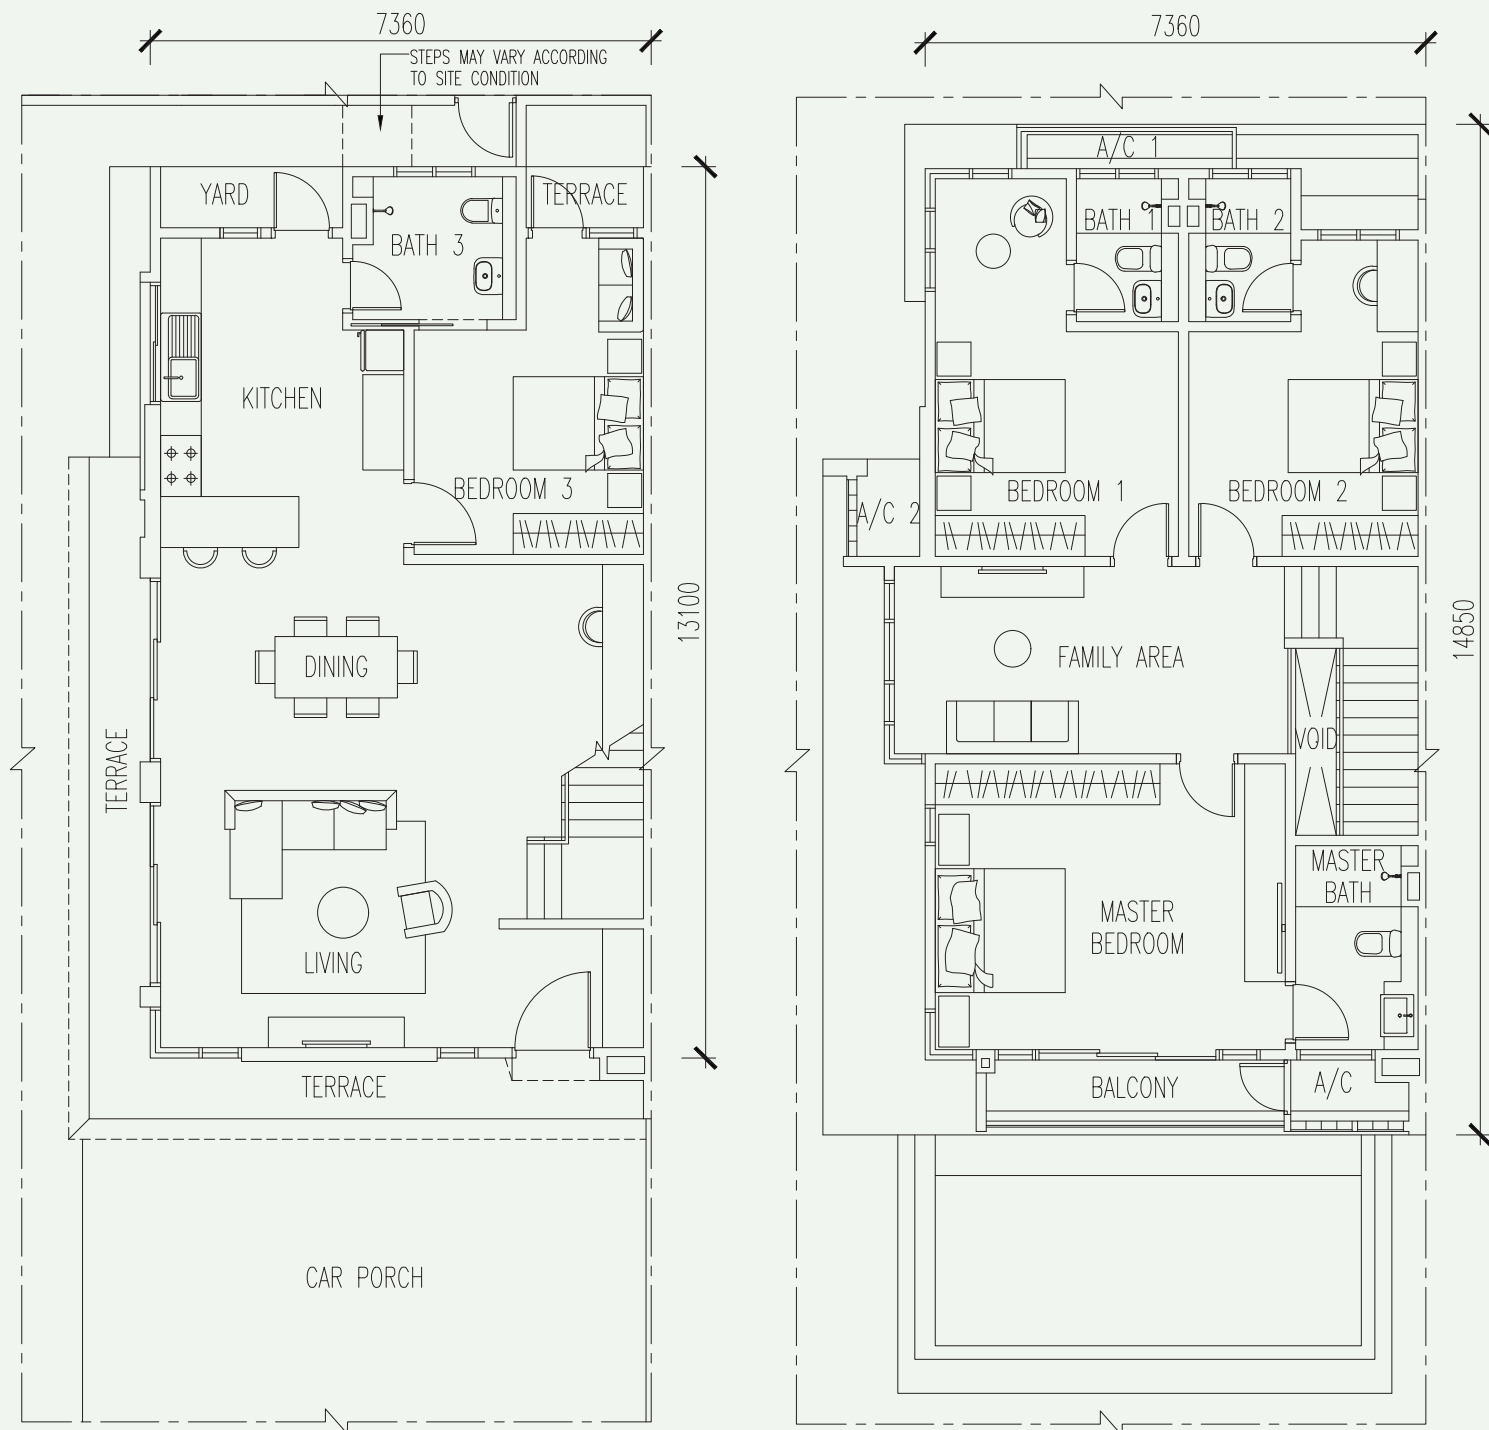 7360
STEPS MAY VARY ACCORDING
TO SITE CONDITION
YARD
TERRACE
BATH 3
KITCHEN
BEDROOM 3
13100
DINING
TERRACE
LIVING
TERRACE
CAR PORCH
7360
A/C 1
BATH 1
BATH 2
BEDROOM 1
BEDROOM 2
A/C 2
14850
FAMILY AREA
VOID
MASTER
BATH
MASTER
BEDROOM
BALCONY
A/C